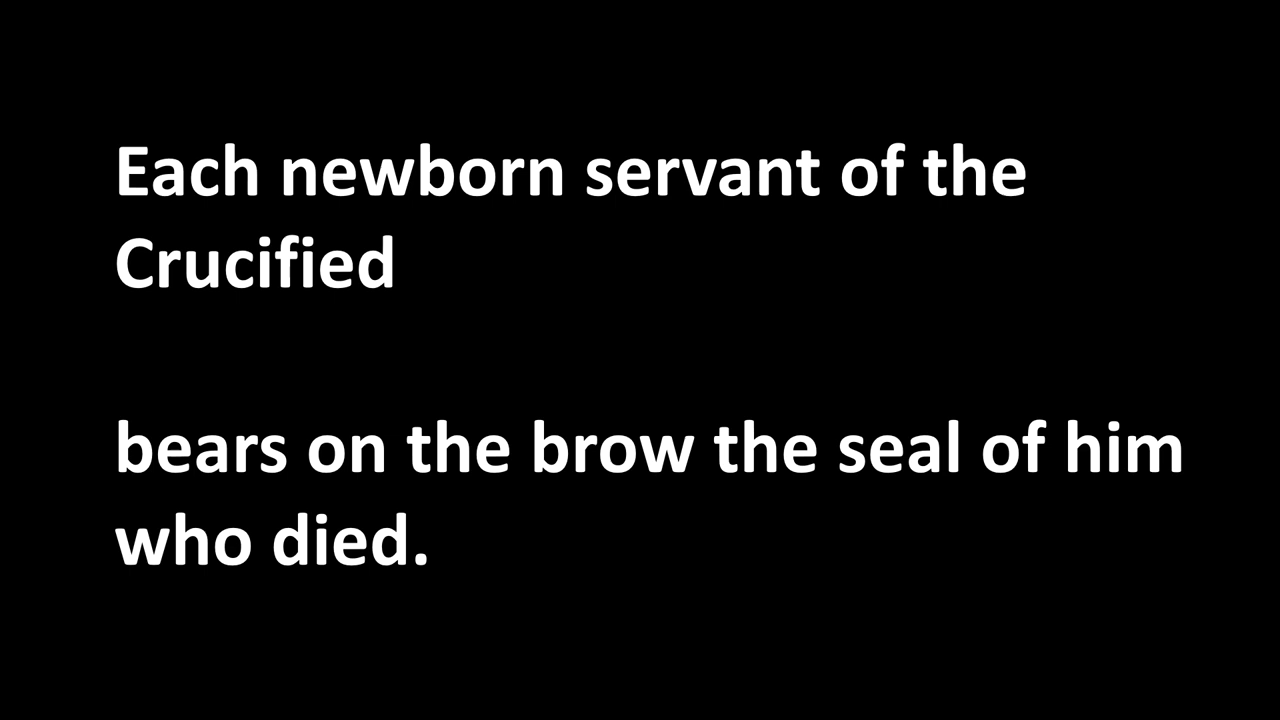 Each newborn servant of the
Crucified
bears on the brow the seal of him
who died.